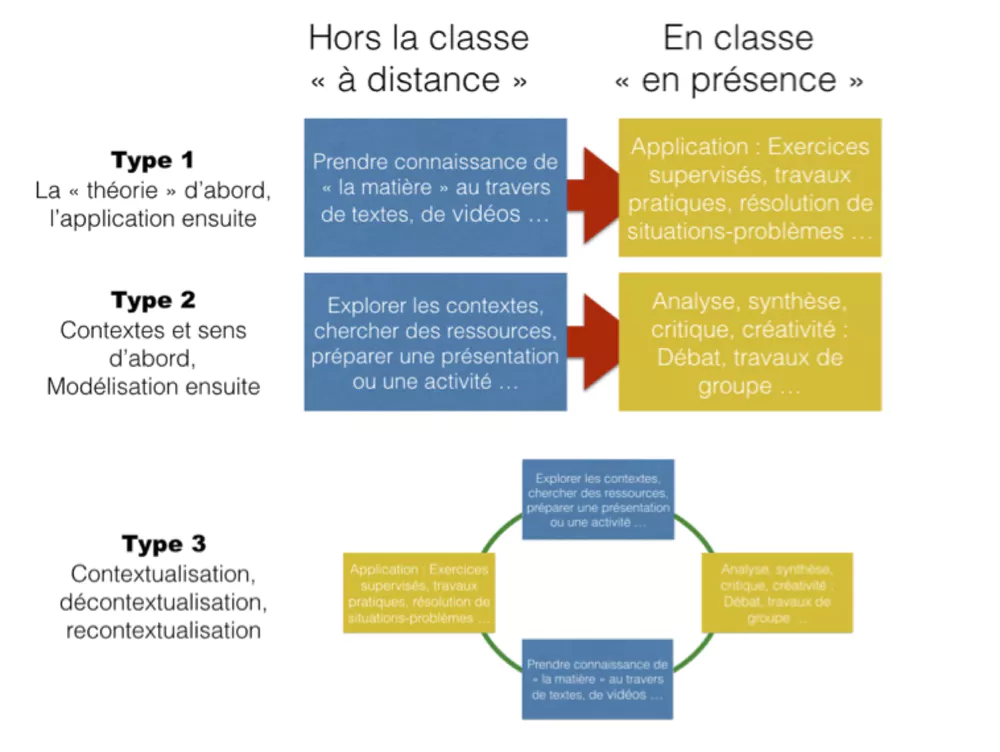 Hors la classe
« à distance »
En classe
« en présence »
Type 1
La « théorie » d’abord,
l’application ensuite
Prendre connaissance de
« la matière » au travers
de textes, de vidéos …
Application : Exercices
supervisés, travaux
pratiques, résolution de
situations-problèmes …
Type 2
Contextes et sens
d’abord,
Modélisation ensuite
Explorer les contextes,
chercher des ressources,
préparer une présentation
ou une activité …
Analyse, synthèse,
critique, créativité :
Débat, travaux de
groupe …
Type 3
Contextualisation,
décontextualisation,
recontextualisation
Explorer les contextes,
chercher des ressources,
préparer une présentation
ou une activité …
Application : Exercices
supervisés, travaux
pratiques, résolution de
situations-problèmes …
Analyse, synthèse,
critique, créativité :
Débat, travaux de
groupe …
Prendre connaissance de
« la matière » au travers
de textes, de vidéos …